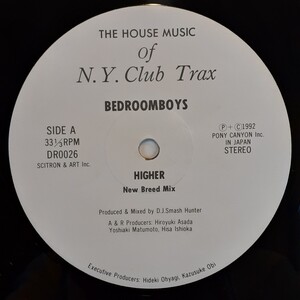 THE HOUSE MUSIC
Of
N.Y. Club Trax
BEDROOMBOYS
SIDE A
33⅓RPM
DR0026
SCITRON & ART Inc.
Ⓟ+Ⓒ1992
PONY CANYON Inc.
IN JAPAN
STEREO
HIGHER
New Breed Mix
Produced & Mixed by D.J.Smash Hunter
A & R Producers: Hiroyuki Asada
Yoshiaki Matumoto, Hisa Ishioka
Executive Producers: Hideki Ohyagi, Kazusuke Obi